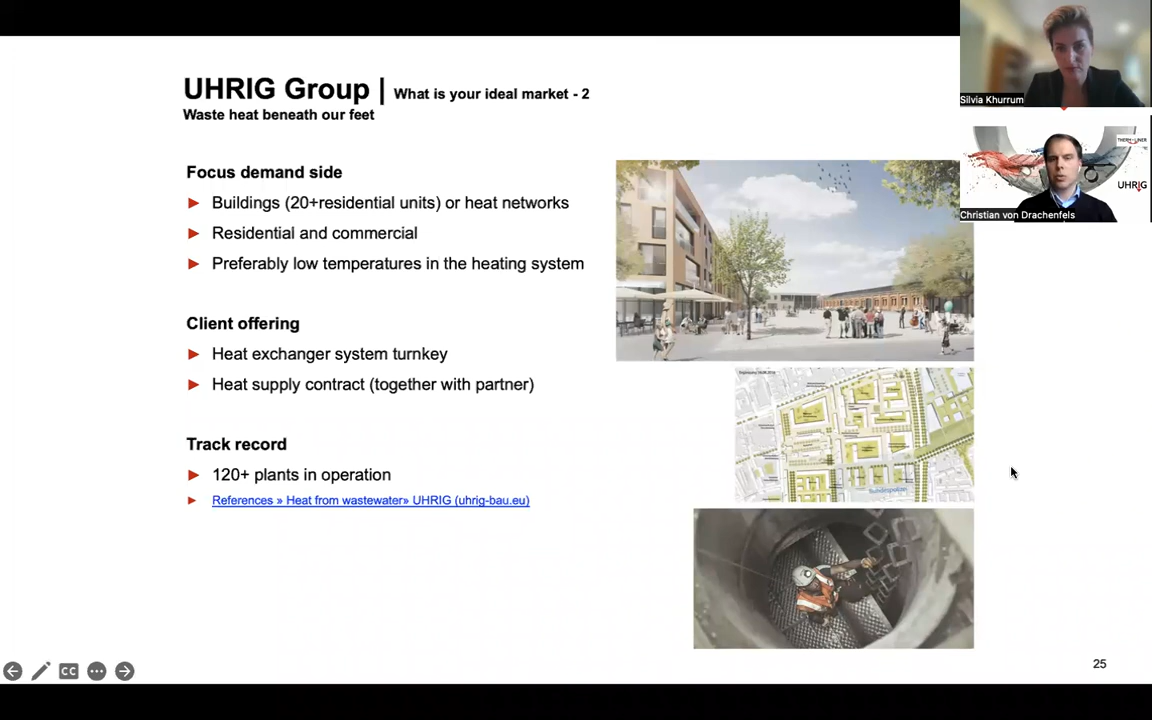 UHRIG Group | What is your ideal market - 2
Waste heat beneath our feet
Focus demand side
► Buildings (20+residential units) or heat networks
► Residential and commercial
► Preferably low temperatures in the heating system
Client offering
► Heat exchanger system turnkey
► Heat supply contract (together with partner)
Track record
► 120+ plants in operation
► References » Heat from wastewater» UHRIG (uhrig-bau.eu)
Silvia Khurrum
UHRIG
Christian von Drachenfels
Bundespolizei
CC
25